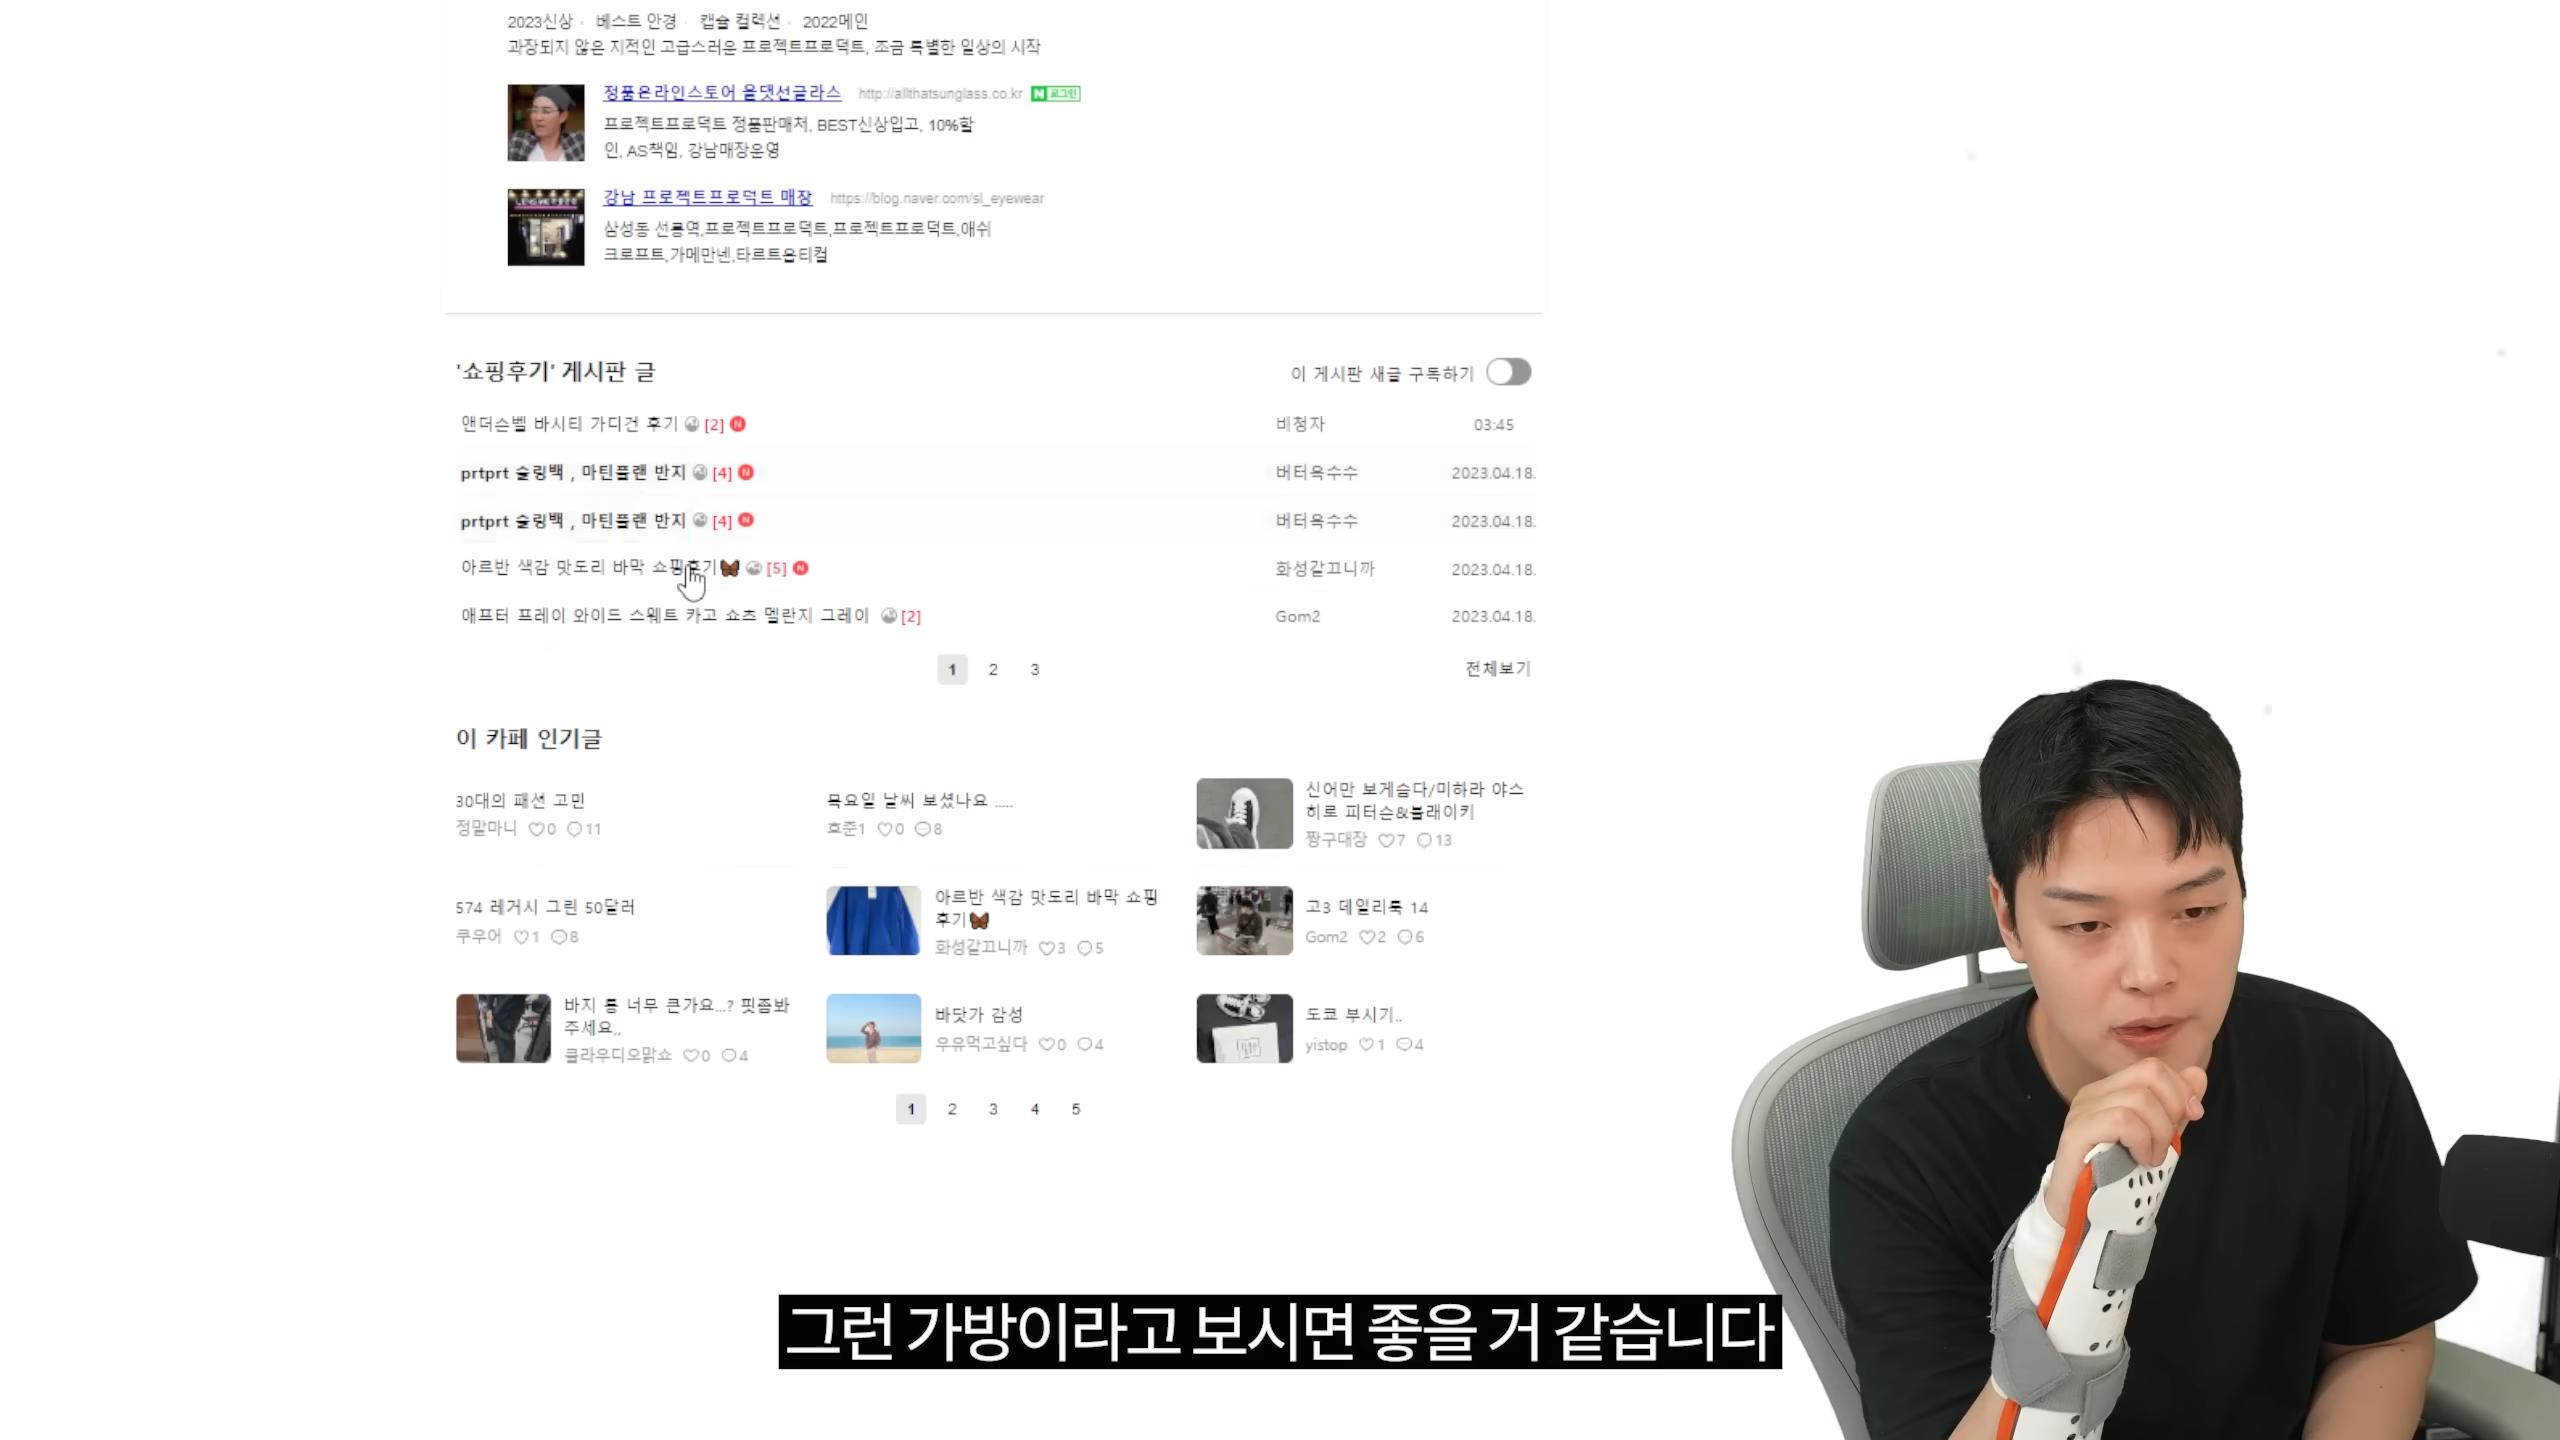 2023신상 · 베스트 안경 · 캡슐 컬렉션 · 2022메인
과장되지 않은 지적인 고급스러운 프로젝트프로덕트, 조금 특별한 일상의 시작
정품온라인스토어 올댓선글라스 http://allthatsunglass.co.kr N 로그인
프로젝트프로덕트 정품판매처, BEST신상입고, 10%할
인, AS책임, 강남매장운영
강남 프로젝트프로덕트 매장 https://blog.naver.com/sl_eyewear
삼성동 선릉역,프로젝트프로덕트,프로젝트프로덕트,애쉬
크로프트,가메만넨,타르트옵티컬
'쇼핑후기' 게시판 글
이 게시판 새글 구독하기
앤더슨벨 바시티 가디건 후기 [2] N 비청자 03:45
prtprt 슬링백 , 마틴플랜 반지 [4] N 버터옥수수 2023.04.18.
prtprt 슬링백 , 마틴플랜 반지 [4] N 버터옥수수 2023.04.18.
아르반 색감 맛도리 바막 쇼핑후기🦋 [5] N 화성갈끄니까 2023.04.18.
애프터 프레이 와이드 스웨트 카고 쇼츠 멜란지 그레이 [2] Gom2 2023.04.18.
1 2 3 전체보기
이 카페 인기글
30대의 패션 고민
정말마니 ♡0 11
목요일 날씨 보셨나요 .....
효준1 ♡0 8
신어만 보게슴다/미하라 야스
히로 피터슨&블래이키
짱구대장 ♡7 13
574 레거시 그린 50달러
쿠우어 ♡1 8
아르반 색감 맛도리 바막 쇼핑
후기🦋
화성갈끄니까 ♡3 5
고3 데일리룩 14
Gom2 ♡2 6
바지 통 너무 큰가요...? 핏좀봐
주세요,,
클라우디오맑쇼 ♡0 4
바닷가 감성
우유먹고싶다 ♡0 4
도쿄 부시기..
yistop ♡1 4
1 2 3 4 5
그런 가방이라고 보시면 좋을 거 같습니다